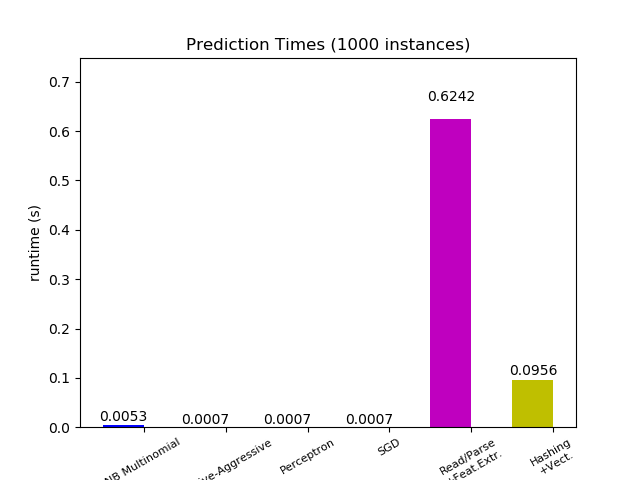 Prediction Times (1000 instances)
runtime (s)
0.7
0.6
0.5
0.4
0.3
0.2
0.1
0.0
0.0053
0.0007
0.0007
0.0007
0.6242
0.0956
NB Multinomial
ve-Aggressive
Perceptron
SGD
Read/Parse
+Feat.Extr.
Hashing
+Vect.